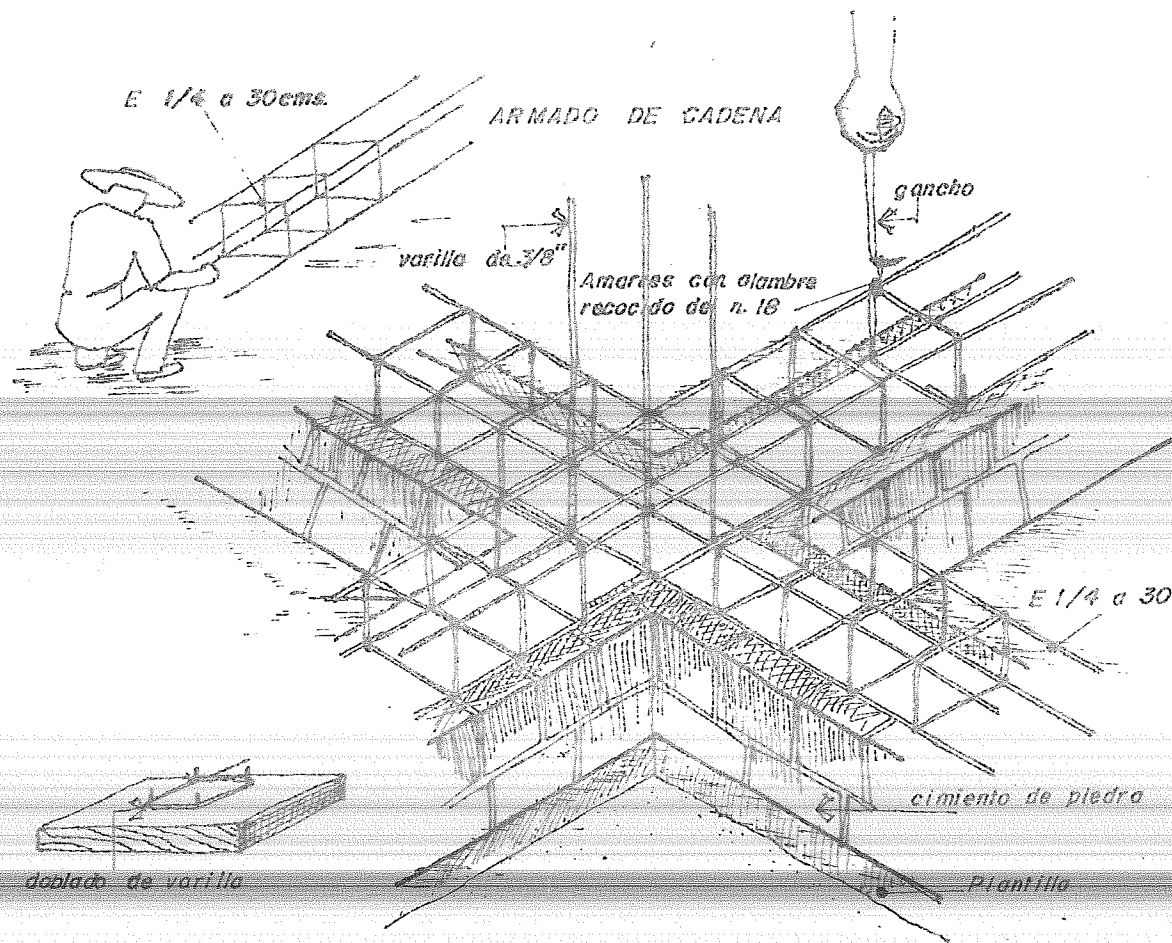 E 1/4 a 30cms.
ARMADO DE CADENA
gancho
varilla de 3/8"
Amarres con alambre
recocido del n. 18
E 1/4 a 30
cimiento de piedra
doblado de varilla
Plantilla